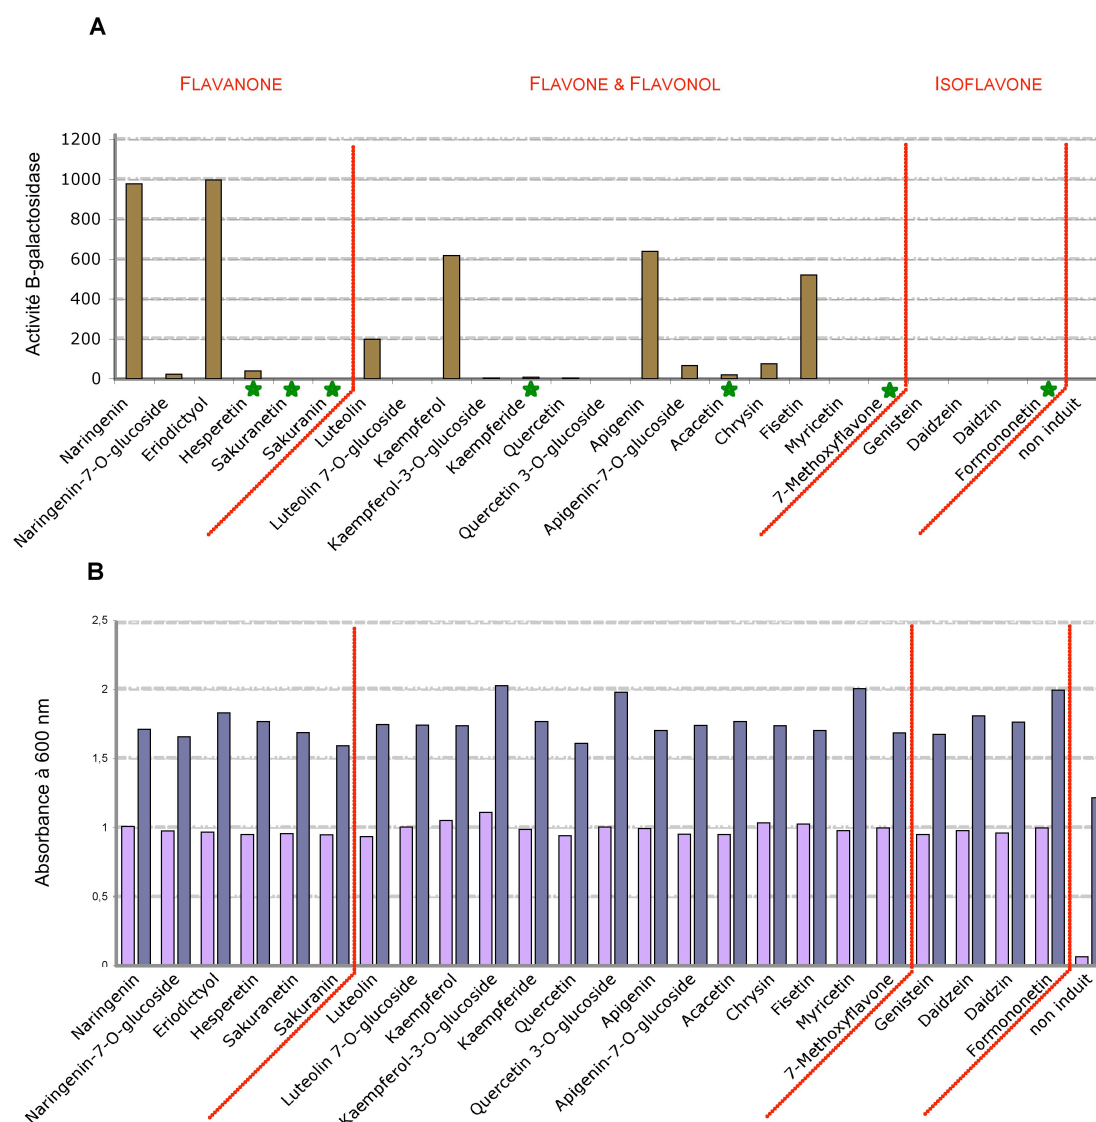 A
FLAVANONE
FLAVONE & FLAVONOL
ISOFLAVONE
Activité B-galactosidase
1200
1000
800
600
400
200
0
Naringenin
Naringenin-7-O-glucoside
Eriodictyol
Hesperetin
Sakuranetin
Sakuranin
Luteolin
Luteolin 7-O-glucoside
Kaempferol
Kaempferol-3-O-glucoside
Kaempferide
Quercetin
Quercetin 3-O-glucoside
Apigenin
Apigenin-7-O-glucoside
Acacetin
Chrysin
Fisetin
Myricetin
7-Methoxyflavone
Genistein
Daidzein
Daidzin
Formononetin
non induit
B
Absorbance à 600 nm
2,5
2
1,5
1
0,5
0
Naringenin
Naringenin-7-O-glucoside
Eriodictyol
Hesperetin
Sakuranetin
Sakuranin
Luteolin
Luteolin 7-O-glucoside
Kaempferol
Kaempferol-3-O-glucoside
Kaempferide
Quercetin
Quercetin 3-O-glucoside
Apigenin
Apigenin-7-O-glucoside
Acacetin
Chrysin
Fisetin
Myricetin
7-Methoxyflavone
Genistein
Daidzein
Daidzin
Formononetin
non induit